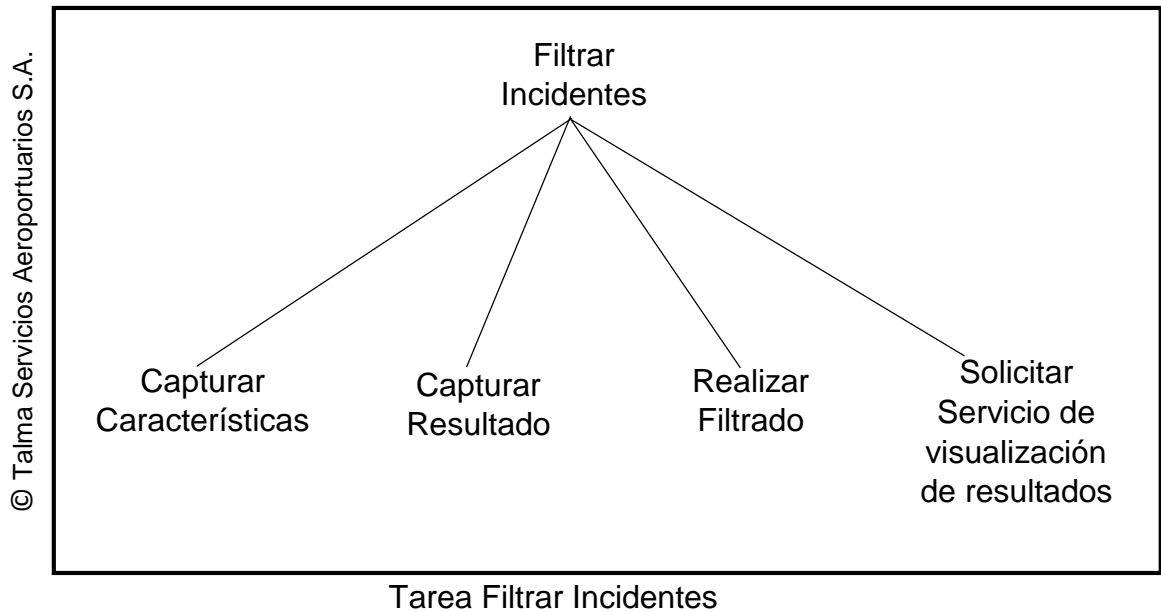 © Talma Servicios Aeroportuarios S.A.
Filtrar
Incidentes
Capturar
Características
Capturar
Resultado
Realizar
Filtrado
Solicitar
Servicio de
visualización
de resultados
Tarea Filtrar Incidentes